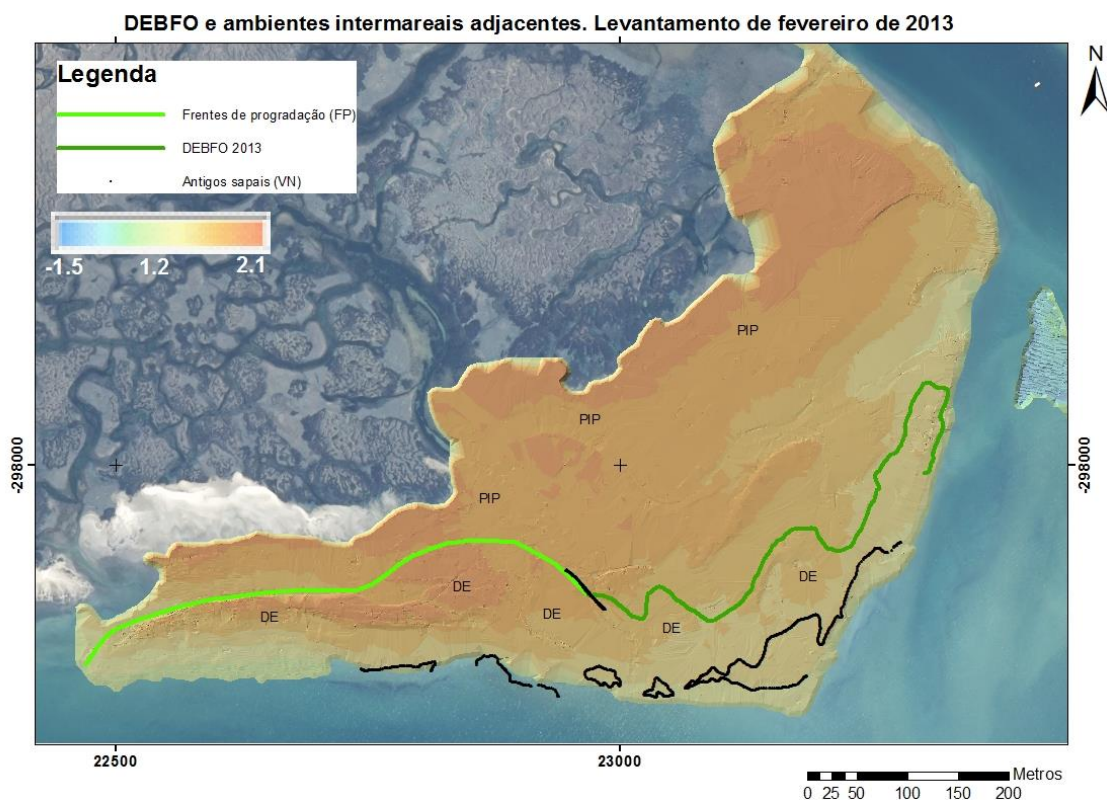 DEBFO e ambientes intermareais adjacentes. Levantamento de fevereiro de 2013
N
Legenda
Frentes de progradação (FP)
DEBFO 2013
Antigos sapais (VN)
-1.5 1.2 2.1
PIP
PIP
PIP
-298000 -298000
DE
DE
DE
DE
DE
22500 23000
Metros
0 25 50 100 150 200